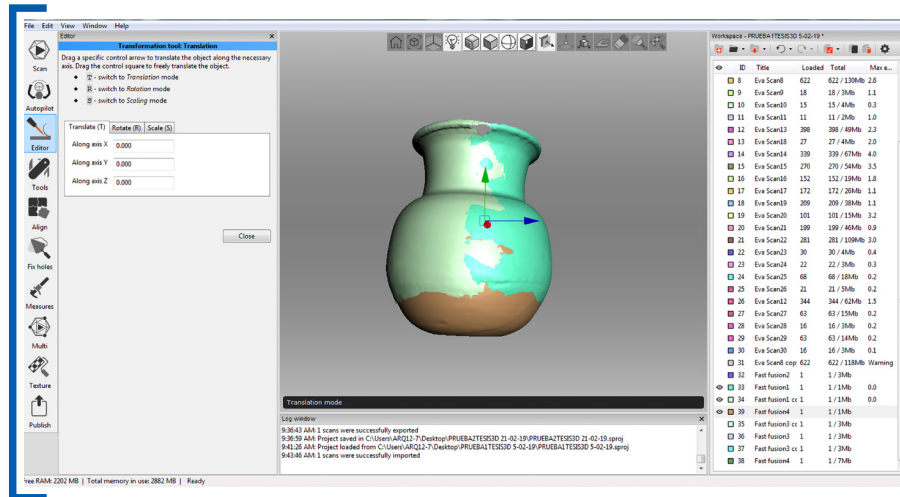 File Edit View Window Help
Editor
Transformation tool: Translation
Drag a specific control arrow to translate the object along the necessary
axis. Drag the control square to freely translate the object.
T - switch to Translation mode
R - switch to Rotation mode
S - switch to Scaling mode
Translate (T) Rotate (R) Scale (S)
Along axis X 0.000
Along axis Y 0.000
Along axis Z 0.000
Close
Scan
Autopilot
Editor
Tools
Align
Fix holes
Measures
Multi
Texture
Publish
Translation mode
Log window
9:36:43 AM: 1 scans were successfully exported
9:36:59 AM: Project saved in C:\Users\ARQ12-7\Desktop\PRUEBA2TESIS3D 21-02-19\PRUEBA2TESIS3D 21-02-19.sproj
9:41:26 AM: Project loaded from C:\Users\ARQ12-7\Desktop\PRUEBA1TESIS3D 5-02-19\PRUEBA1TESIS3D 5-02-19.sproj
9:43:46 AM: 1 scans were successfully imported
Workspace - PRUEBA1TESIS3D 5-02-19 *
ID Title Loaded Total Max e...
8 Eva Scan8 622 622 / 130Mb 2.6
9 Eva Scan9 18 18 / 3Mb 1.1
10 Eva Scan10 15 15 / 4Mb 0.3
11 Eva Scan11 11 11 / 2Mb 1.0
12 Eva Scan13 398 398 / 49Mb 2.3
13 Eva Scan18 27 27 / 4Mb 2.0
14 Eva Scan14 339 339 / 67Mb 4.0
15 Eva Scan15 270 270 / 54Mb 3.5
16 Eva Scan16 152 152 / 19Mb 1.8
17 Eva Scan17 172 172 / 26Mb 1.1
18 Eva Scan19 209 209 / 38Mb 1.1
19 Eva Scan20 101 101 / 15Mb 3.2
20 Eva Scan21 199 199 / 46Mb 0.9
21 Eva Scan22 281 281 / 109Mb 3.0
22 Eva Scan23 30 30 / 4Mb 0.4
23 Eva Scan24 22 22 / 3Mb 0.3
24 Eva Scan25 68 68 / 18Mb 0.2
25 Eva Scan26 21 21 / 5Mb 0.2
26 Eva Scan12 344 344 / 62Mb 1.5
27 Eva Scan27 63 63 / 15Mb 0.2
28 Eva Scan28 16 16 / 3Mb 0.2
29 Eva Scan29 63 63 / 14Mb 0.2
30 Eva Scan30 16 16 / 3Mb 0.1
31 Eva Scan8 cop 622 622 / 118Mb Warning
32 Fast fusion2 1 1 / 3Mb
33 Fast fusion1 1 1 / 1Mb 0.0
34 Fast fusion1 cc 1 1 / 1Mb 0.0
39 Fast fusion4 1 1 / 1Mb
35 Fast fusion3 cc 1 1 / 1Mb
36 Fast fusion3 1 1 / 3Mb
37 Fast fusion3 cc 1 1 / 1Mb
38 Fast fusion4 1 1 / 7Mb
Free RAM: 2202 MB | Total memory in use: 2882 MB | Ready